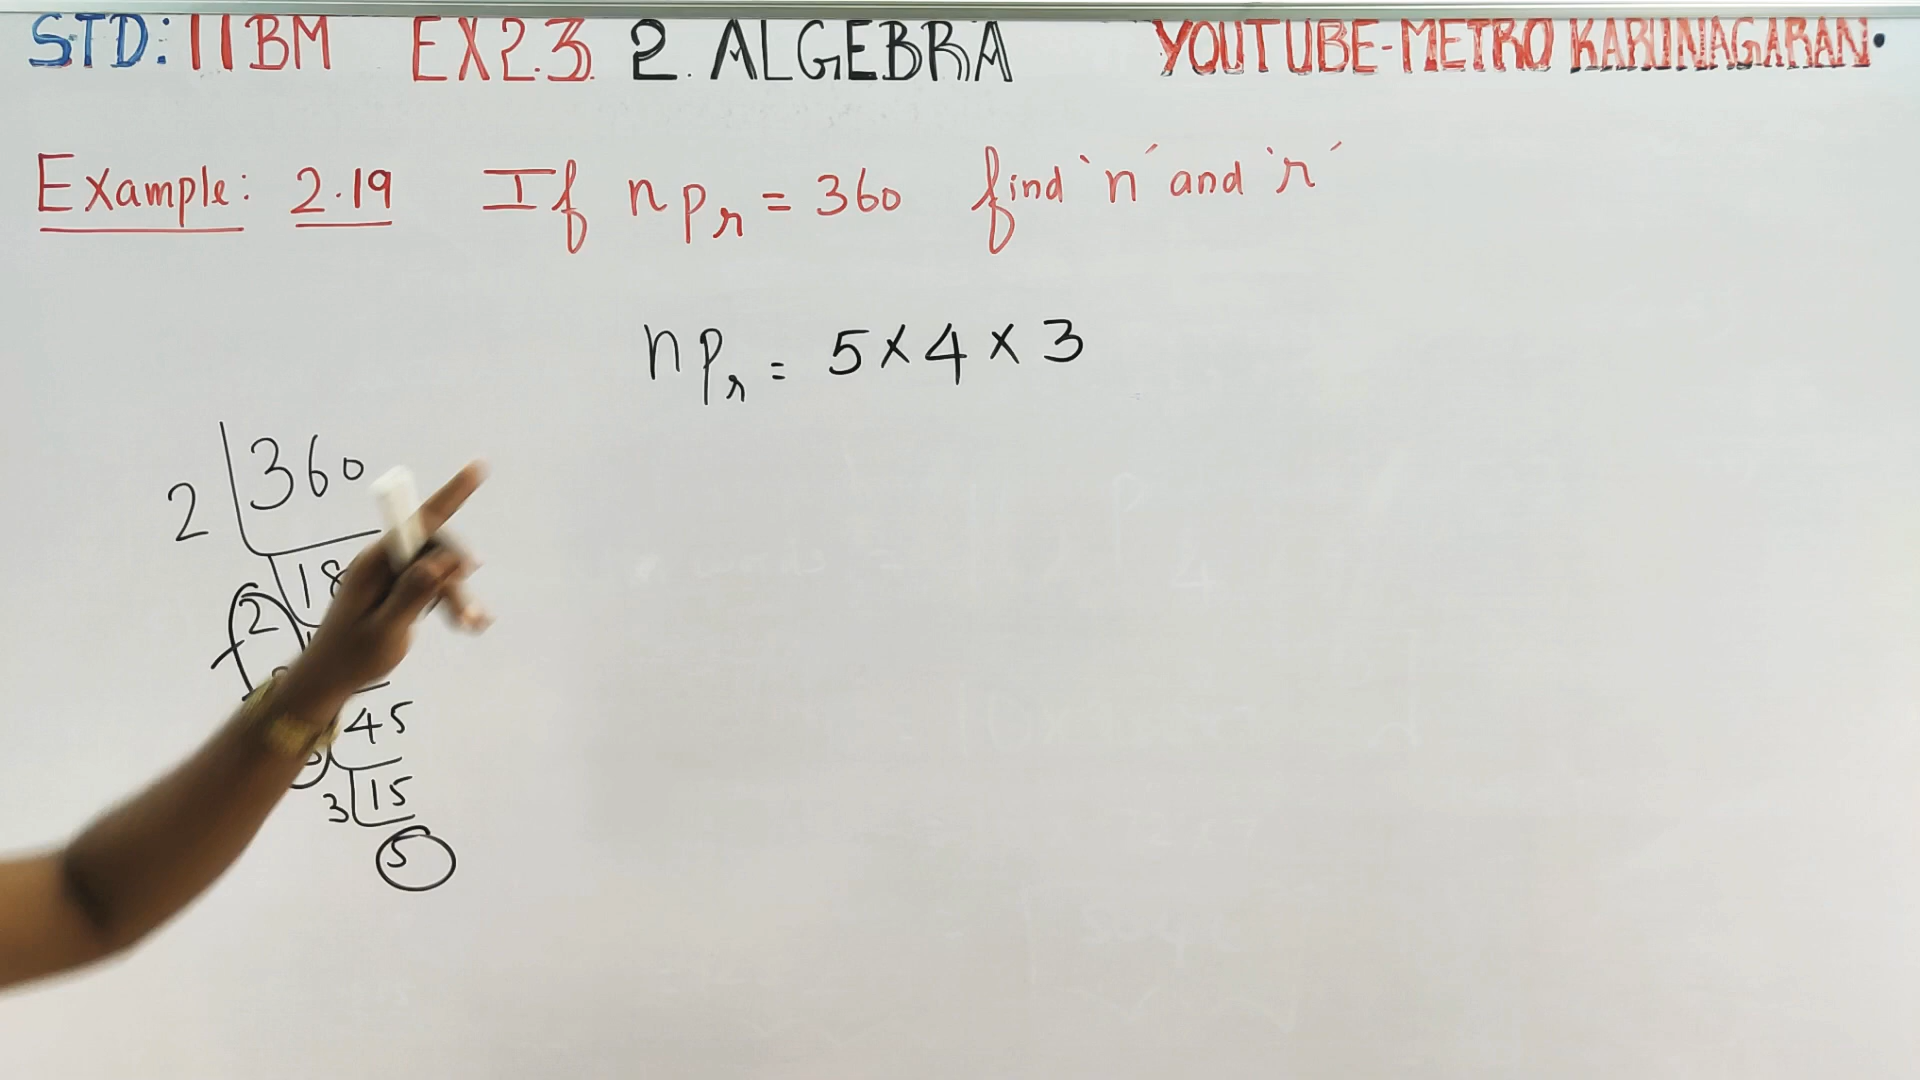 STD: 11BM EX2.3 2. ALGEBRA YOUTUBE-METRO KARUNAGARAN.
Example: 2.19 If nPr = 360 find 'n' and 'r'
nPr = 5 × 4 × 3
2 360
2 18
45
3 15
5